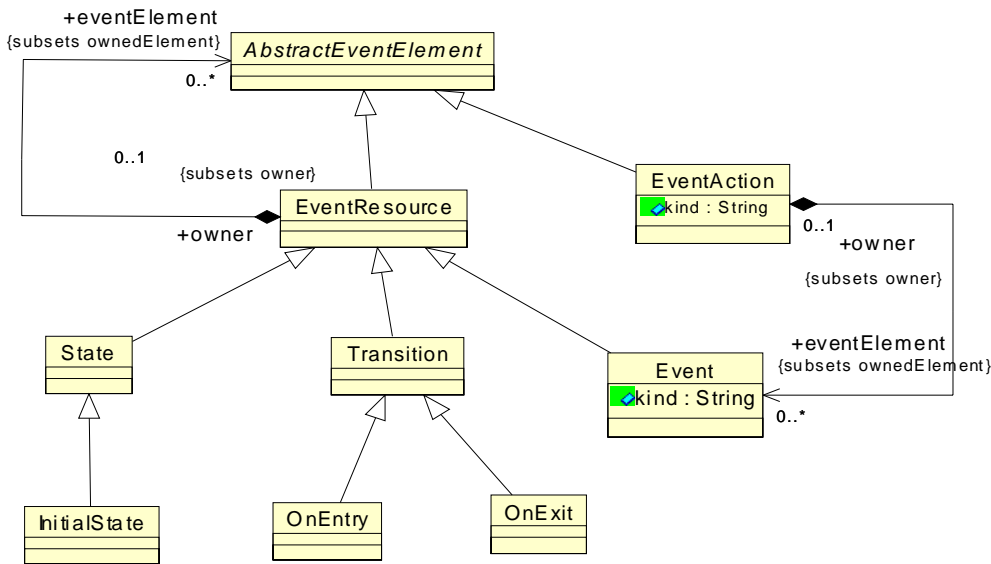 +eventElement
{subsets ownedElement}
0..*
AbstractEventElement
0..1
{subsets owner}
EventResource
+owner
EventAction
kind : String
0..1
+owner
{subsets owner}
+eventElement
{subsets ownedElement}
0..*
State
Transition
Event
kind : String
InitialState
OnEntry
OnExit